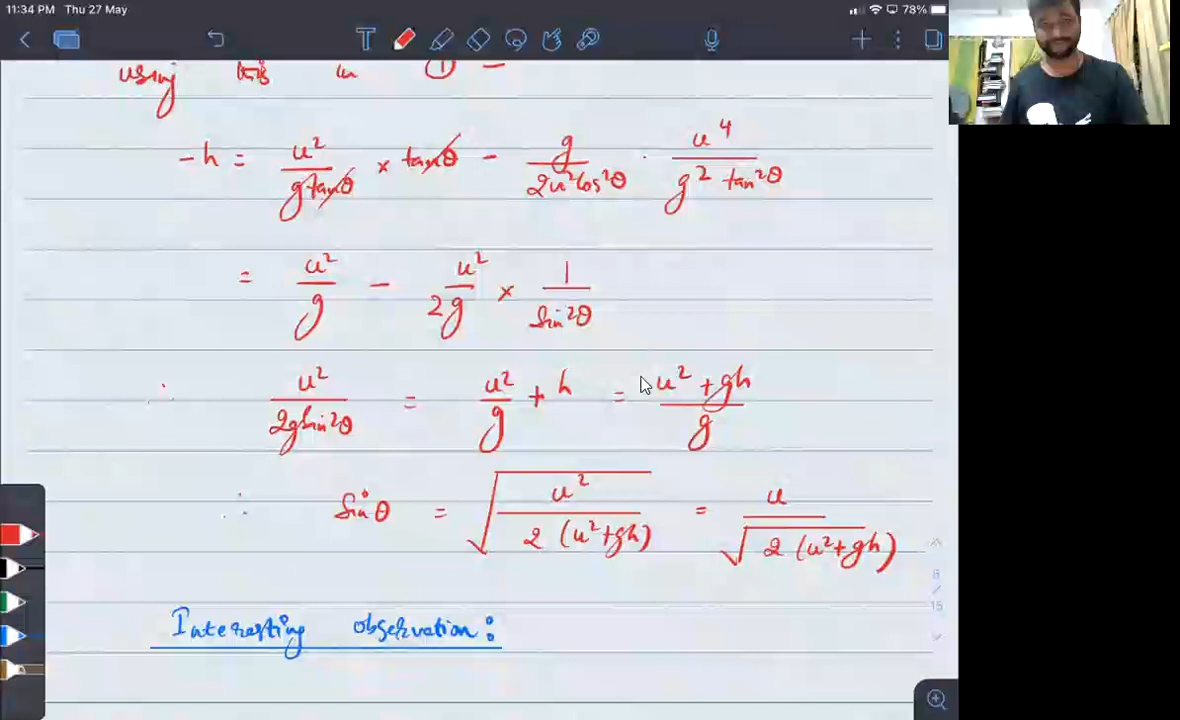 11:34 PM Thu 27 May 78%
using this in ① -
-h = u²/(g tanθ) × tanθ - g/(2u²cos²θ) · u⁴/(g² tan²θ)
= u²/g - u²/2g × 1/sin²θ
∴ u²/(2g sin²θ) = u²/g + h = (u² + gh)/g
∴ sinθ = √(u²/(2 (u²+gh))) = u/√(2 (u²+gh))
Interesting observation: